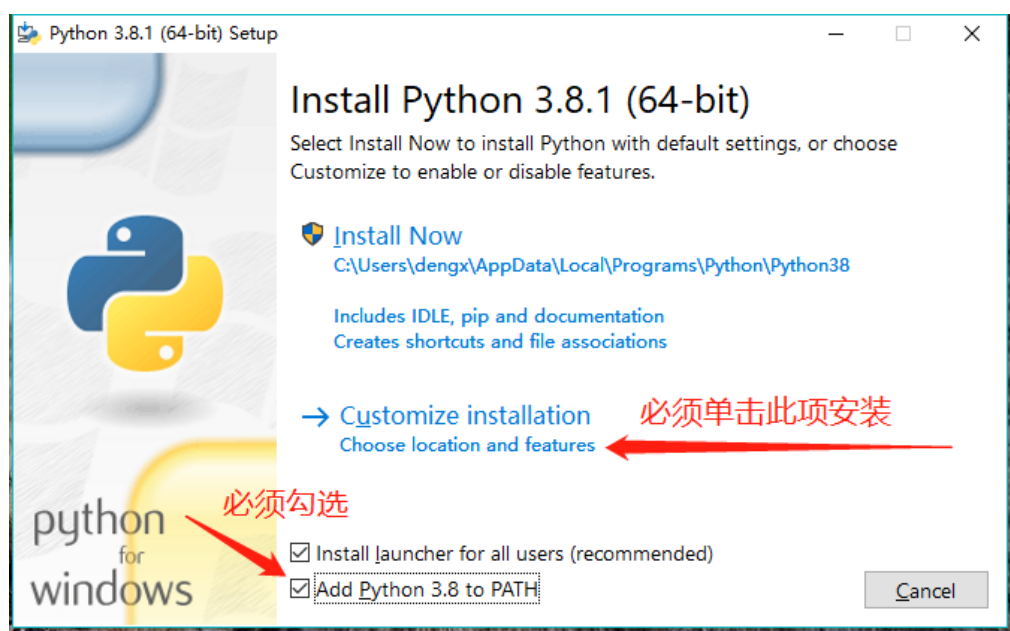 Python 3.8.1 (64-bit) Setup
Install Python 3.8.1 (64-bit)
Select Install Now to install Python with default settings, or choose
Customize to enable or disable features.
Install Now
C:\Users\dengx\AppData\Local\Programs\Python\Python38
Includes IDLE, pip and documentation
Creates shortcuts and file associations
Customize installation
必须单击此项安装
Choose location and features
必须勾选
python
for
windows
Install launcher for all users (recommended)
Add Python 3.8 to PATH
Cancel